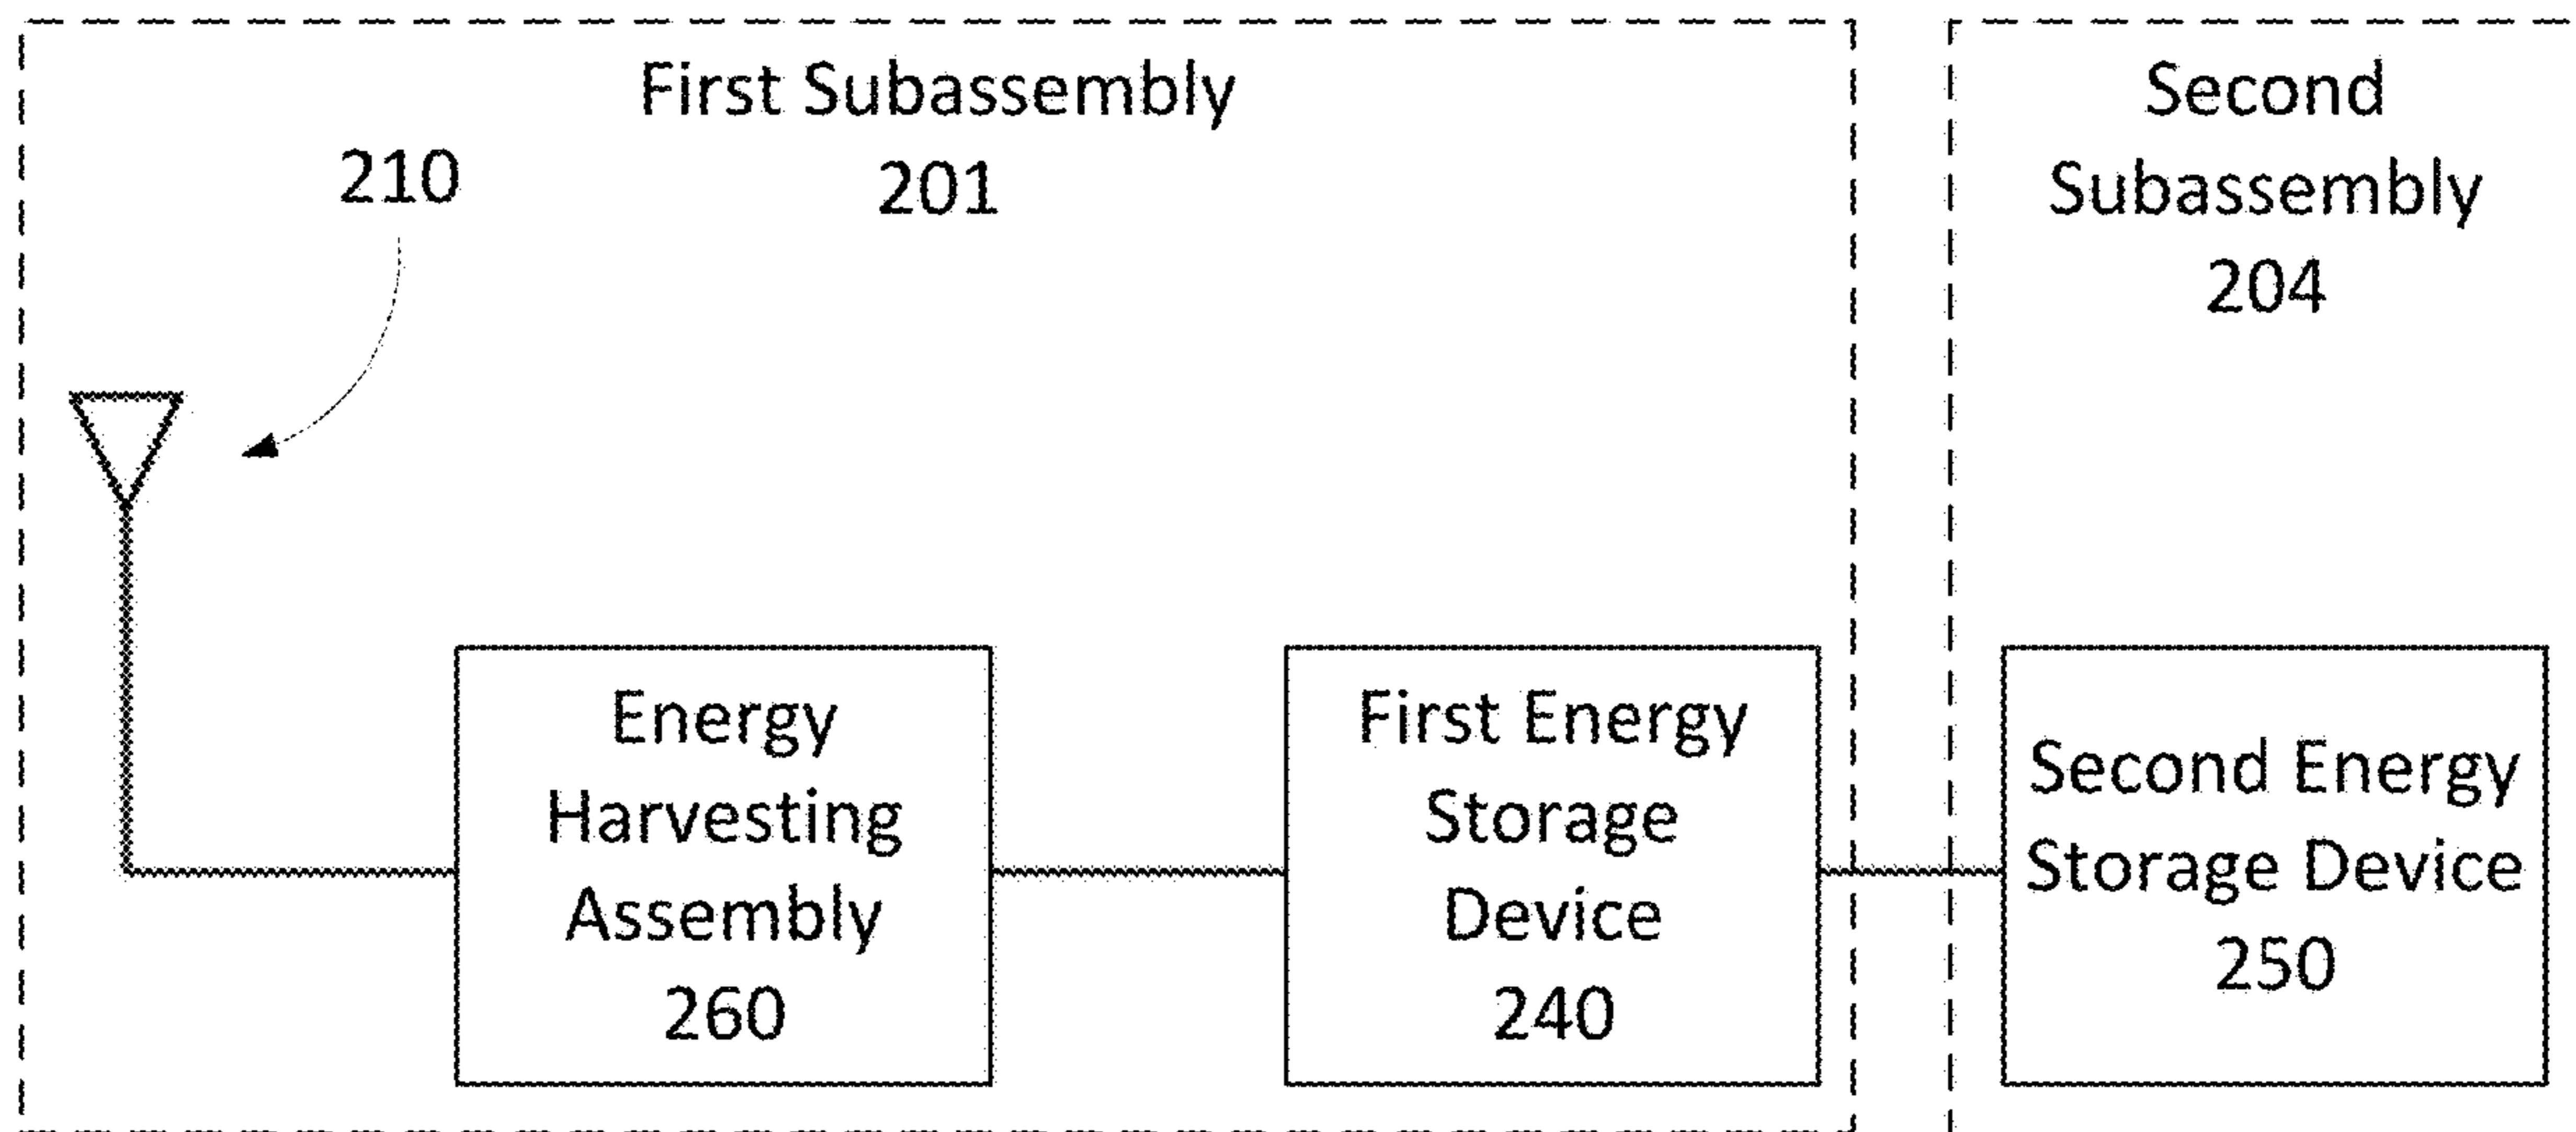 First Subassembly
201
210
Second
Subassembly
204
Energy
Harvesting
Assembly
260
First Energy
Storage
Device
240
Second Energy
Storage Device
250